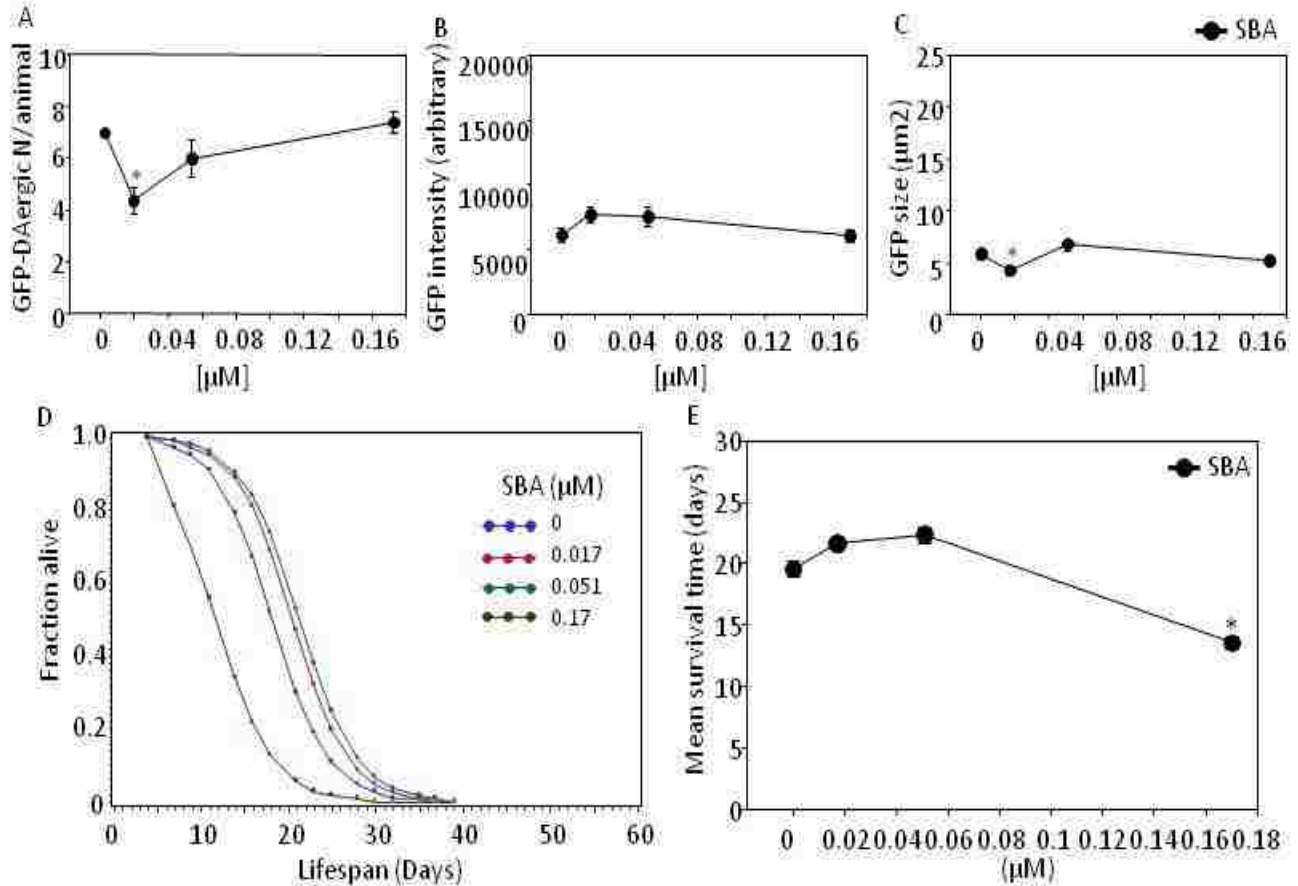 A
GFP-DAergic N/animal
10
8
6
4
2
0
*
0 0.04 0.08 0.12 0.16
[µM]
B
GFP intensity (arbitrary)
20000
15000
10000
5000
0
0 0.04 0.08 0.12 0.16
[µM]
C
SBA
GFP size (µm2)
25
20
15
10
5
0
*
0 0.04 0.08 0.12 0.16
[µM]
D
Fraction alive
1.0
0.8
0.6
0.4
0.2
0
SBA (µM)
0
0.017
0.051
0.17
0 10 20 30 40 50 60
Lifespan (Days)
E
SBA
Mean survival time (days)
30
25
20
15
10
5
0
*
0 0.02 0.04 0.06 0.08 0.1 0.12 0.14 0.16 0.18
(µM)